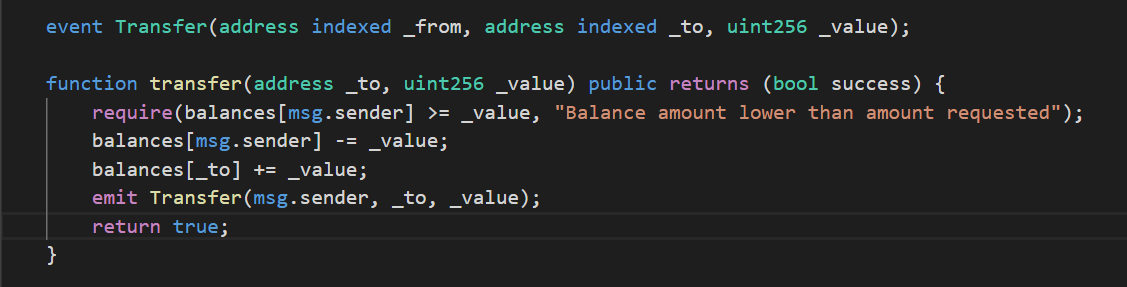 event Transfer(address indexed _from, address indexed _to, uint256 _value);
function transfer(address _to, uint256 _value) public returns (bool success) {
require(balances[msg.sender] >= _value, "Balance amount lower than amount requested");
balances[msg.sender] -= _value;
balances[_to] += _value;
emit Transfer(msg.sender, _to, _value);
return true;
}